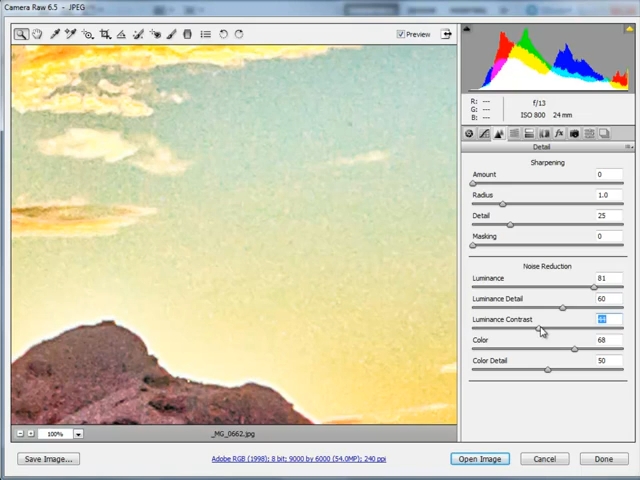 Camera Raw 6.5 - JPEG
Preview
R: ---
G: ---
B: ---
f/13
ISO 800 24 mm
Detail
Sharpening
Amount 0
Radius 1.0
Detail 25
Masking 0
Noise Reduction
Luminance 81
Luminance Detail 60
Luminance Contrast 44
Color 68
Color Detail 50
100%
_MG_0662.jpg
Save Image...
Adobe RGB (1998); 8 bit; 9000 by 6000 (54.0MP); 240 ppi
Open Image
Cancel
Done